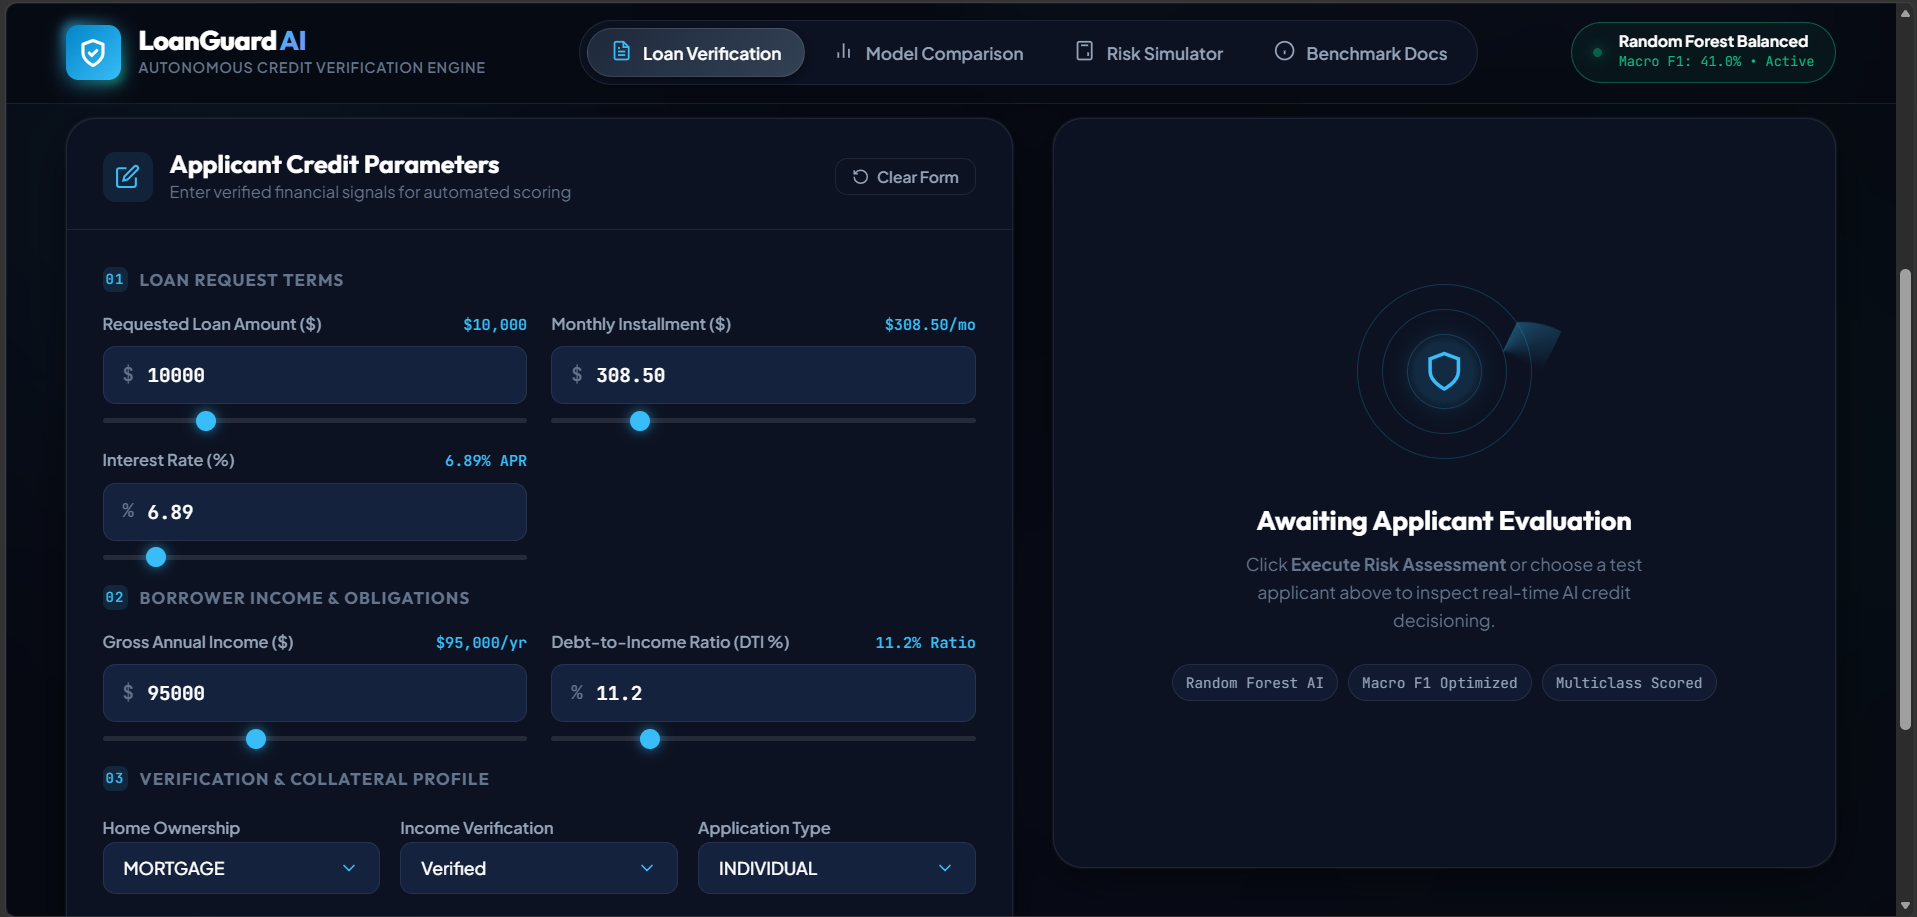 LoanGuard AI
AUTONOMOUS CREDIT VERIFICATION ENGINE
Loan Verification
Model Comparison
Risk Simulator
Benchmark Docs
Random Forest Balanced
Macro F1: 41.0% • Active
Applicant Credit Parameters
Enter verified financial signals for automated scoring
Clear Form
01 LOAN REQUEST TERMS
Requested Loan Amount ($) $10,000
$ 10000
Monthly Installment ($) $308.50/mo
$ 308.50
Interest Rate (%) 6.89% APR
% 6.89
02 BORROWER INCOME & OBLIGATIONS
Gross Annual Income ($) $95,000/yr
$ 95000
Debt-to-Income Ratio (DTI %) 11.2% Ratio
% 11.2
03 VERIFICATION & COLLATERAL PROFILE
Home Ownership
MORTGAGE
Income Verification
Verified
Application Type
INDIVIDUAL
Awaiting Applicant Evaluation
Click Execute Risk Assessment or choose a test
applicant above to inspect real-time AI credit
decisioning.
Random Forest AI
Macro F1 Optimized
Multiclass Scored